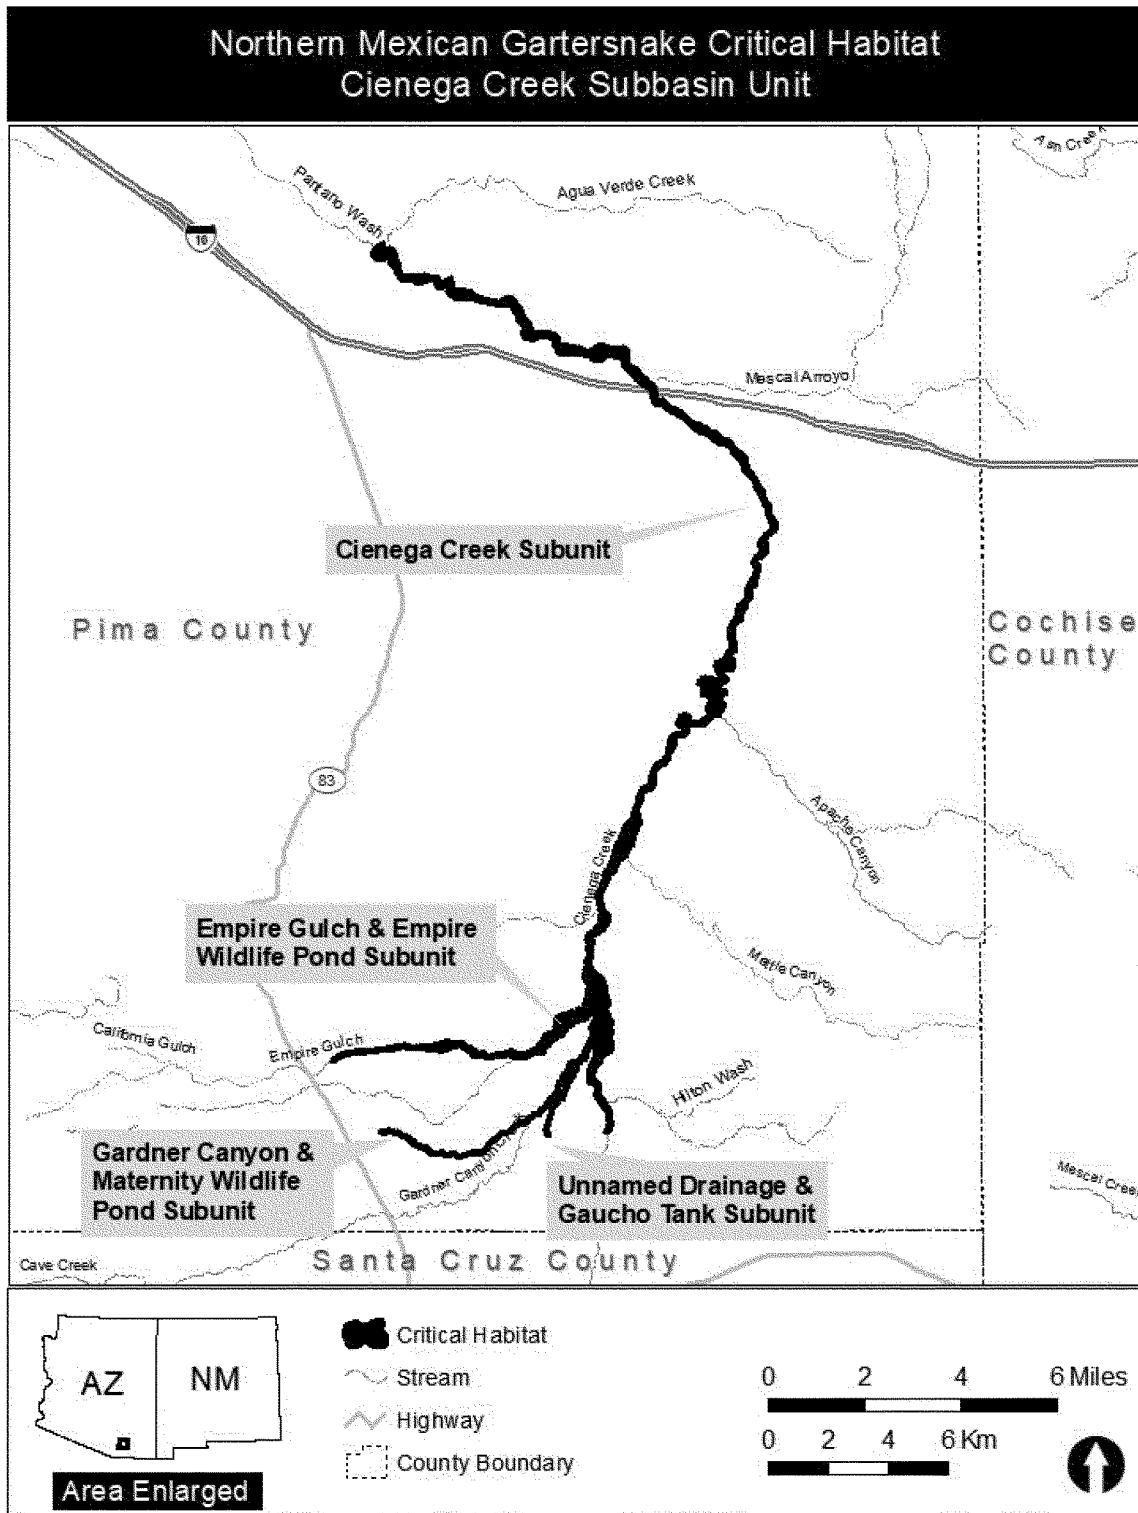 Northern Mexican Gartersnake Critical Habitat
Cienega Creek Subbasin Unit
Ash Creek
Pantano Wash
Agua Verde Creek
10
Mescal Arroyo
Cienega Creek Subunit
Pima County
Cochise
County
83
Apache Canyon
Cienega Creek
Empire Gulch & Empire
Wildlife Pond Subunit
Mattie Canyon
California Gulch
Empire Gulch
Hilton Wash
Gardner Canyon &
Maternity Wildlife
Pond Subunit
Gardner Canyon
Unnamed Drainage &
Gaucho Tank Subunit
Mescal Creek
Cave Creek
Santa Cruz County
AZ
NM
Area Enlarged
Critical Habitat
Stream
Highway
County Boundary
0 2 4 6 Miles
0 2 4 6 Km